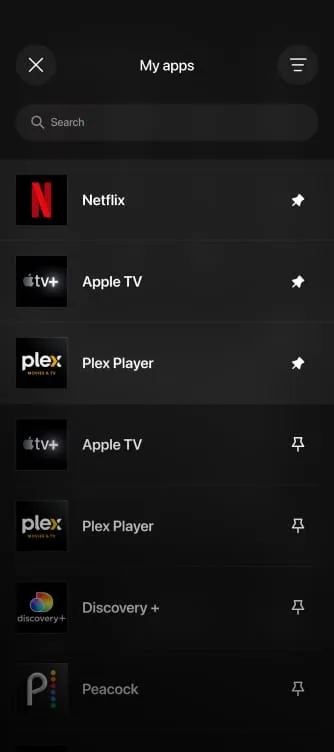 My apps
Search
N
Netflix
tv+
Apple TV
plex
MOVIES & TV
Plex Player
tv+
Apple TV
plex
MOVIES & TV
Plex Player
discovery+
Discovery +
P
Peacock